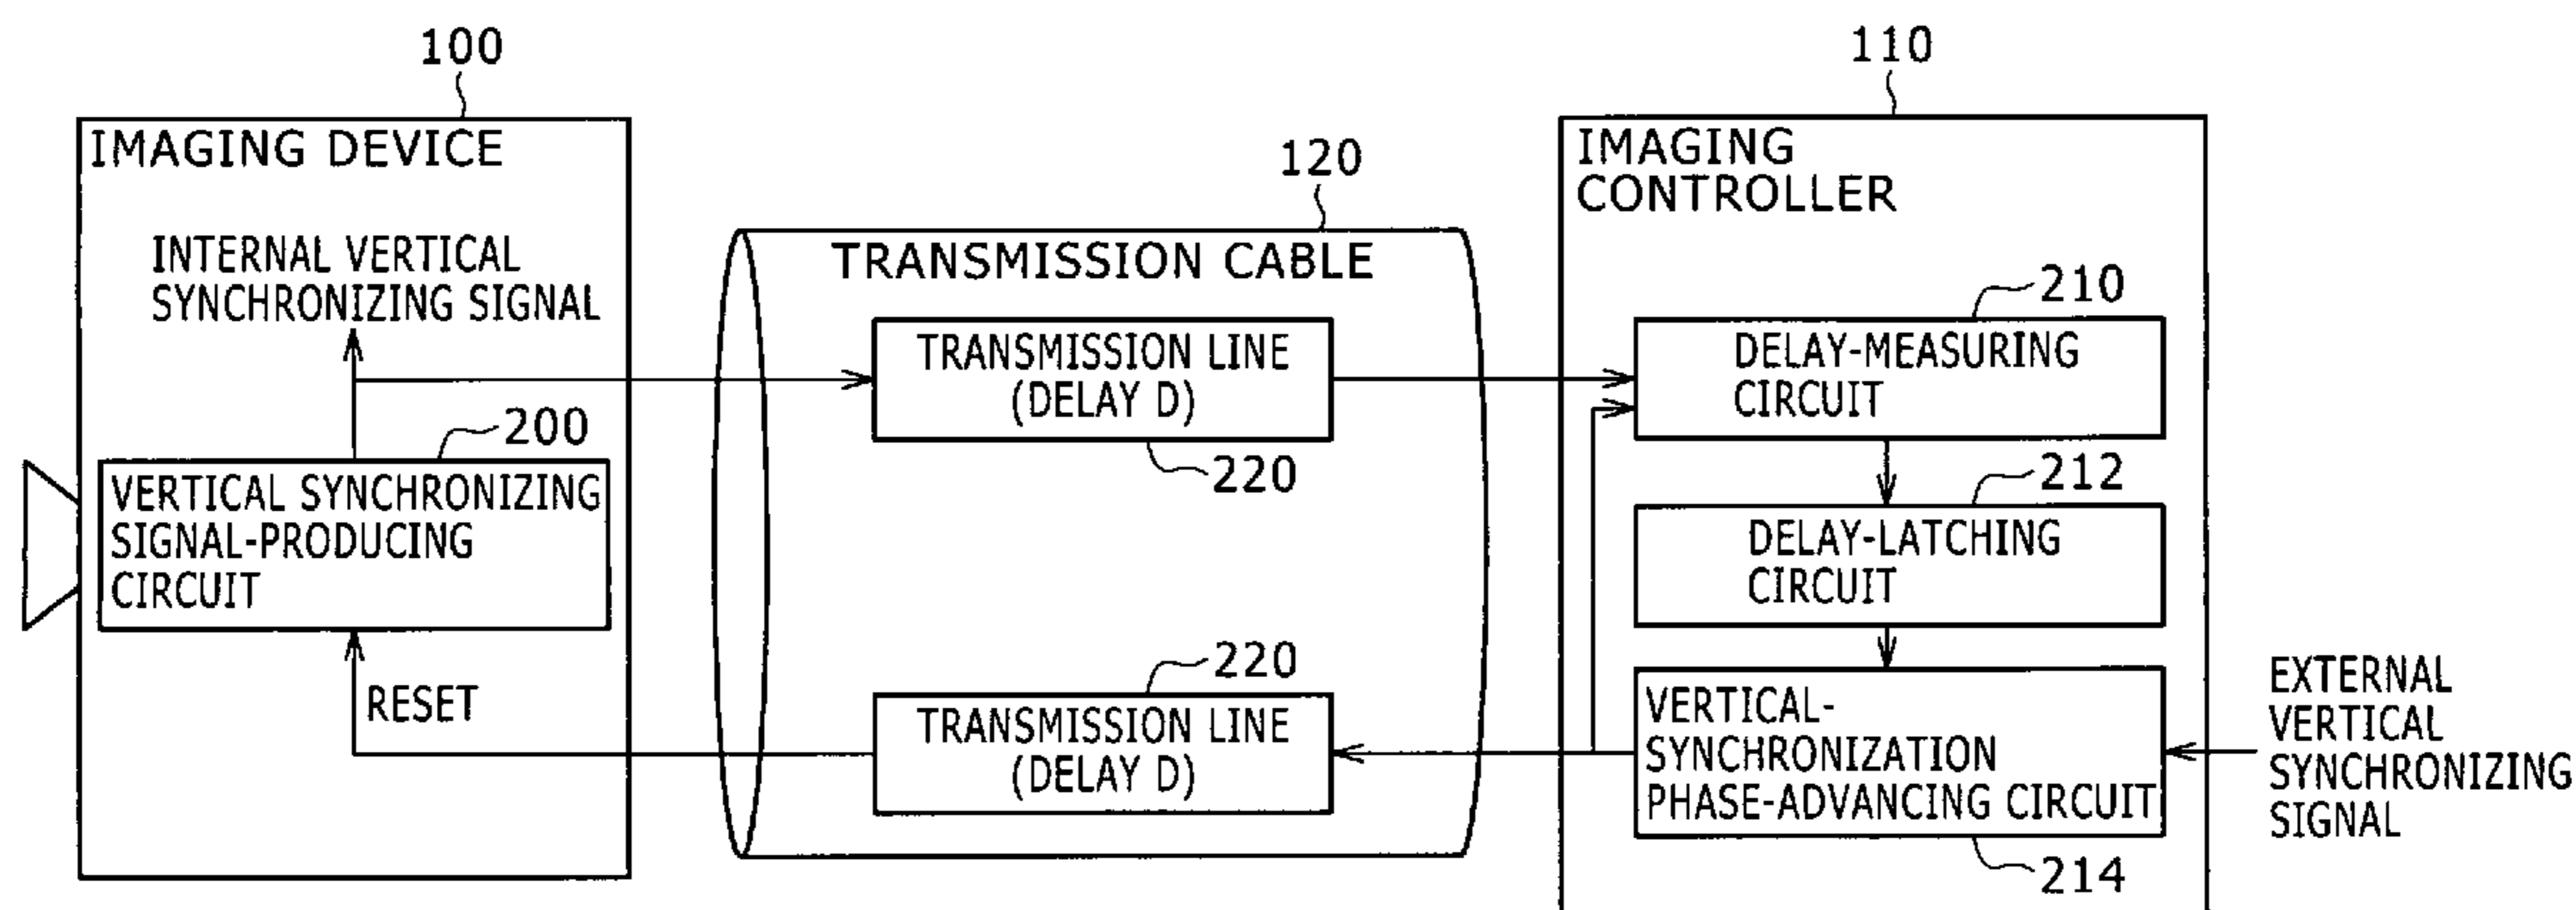 100
IMAGING DEVICE
INTERNAL VERTICAL
SYNCHRONIZING SIGNAL
200
VERTICAL SYNCHRONIZING
SIGNAL-PRODUCING
CIRCUIT
RESET
120
TRANSMISSION CABLE
TRANSMISSION LINE
(DELAY D)
220
220
TRANSMISSION LINE
(DELAY D)
110
IMAGING
CONTROLLER
210
DELAY-MEASURING
CIRCUIT
212
DELAY-LATCHING
CIRCUIT
VERTICAL-
SYNCHRONIZATION
PHASE-ADVANCING CIRCUIT
214
EXTERNAL
VERTICAL
SYNCHRONIZING
SIGNAL